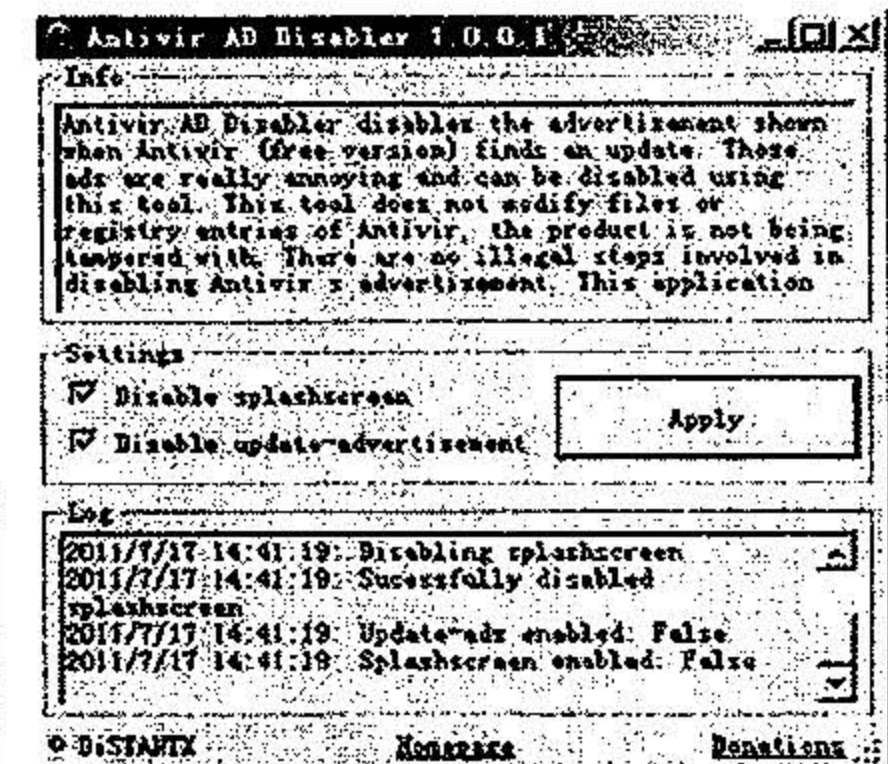 Antivir AD Disabler 1.0.0.1
Info
Antivir AD Disabler disables the advertisement shown
when Antivir (free version) finds an update. Those
ads are really annoying and can be disabled using
this tool. This tool does not modify files or
registry entries of Antivir, the product is not being
tampered with. There are no illegal steps involved in
disabling Antivir s advertisement. This application
Settings
Disable splashscreen
Apply
Disable update-advertisement
Log
2011/7/17 14:41:19: Disabling splashscreen
2011/7/17 14:41:19: Sucessfully disabled
splashscreen
2011/7/17 14:41:19: Update-ads enabled: False
2011/7/17 14:41:19: Splashscreen enabled: False
Homepage
Donations